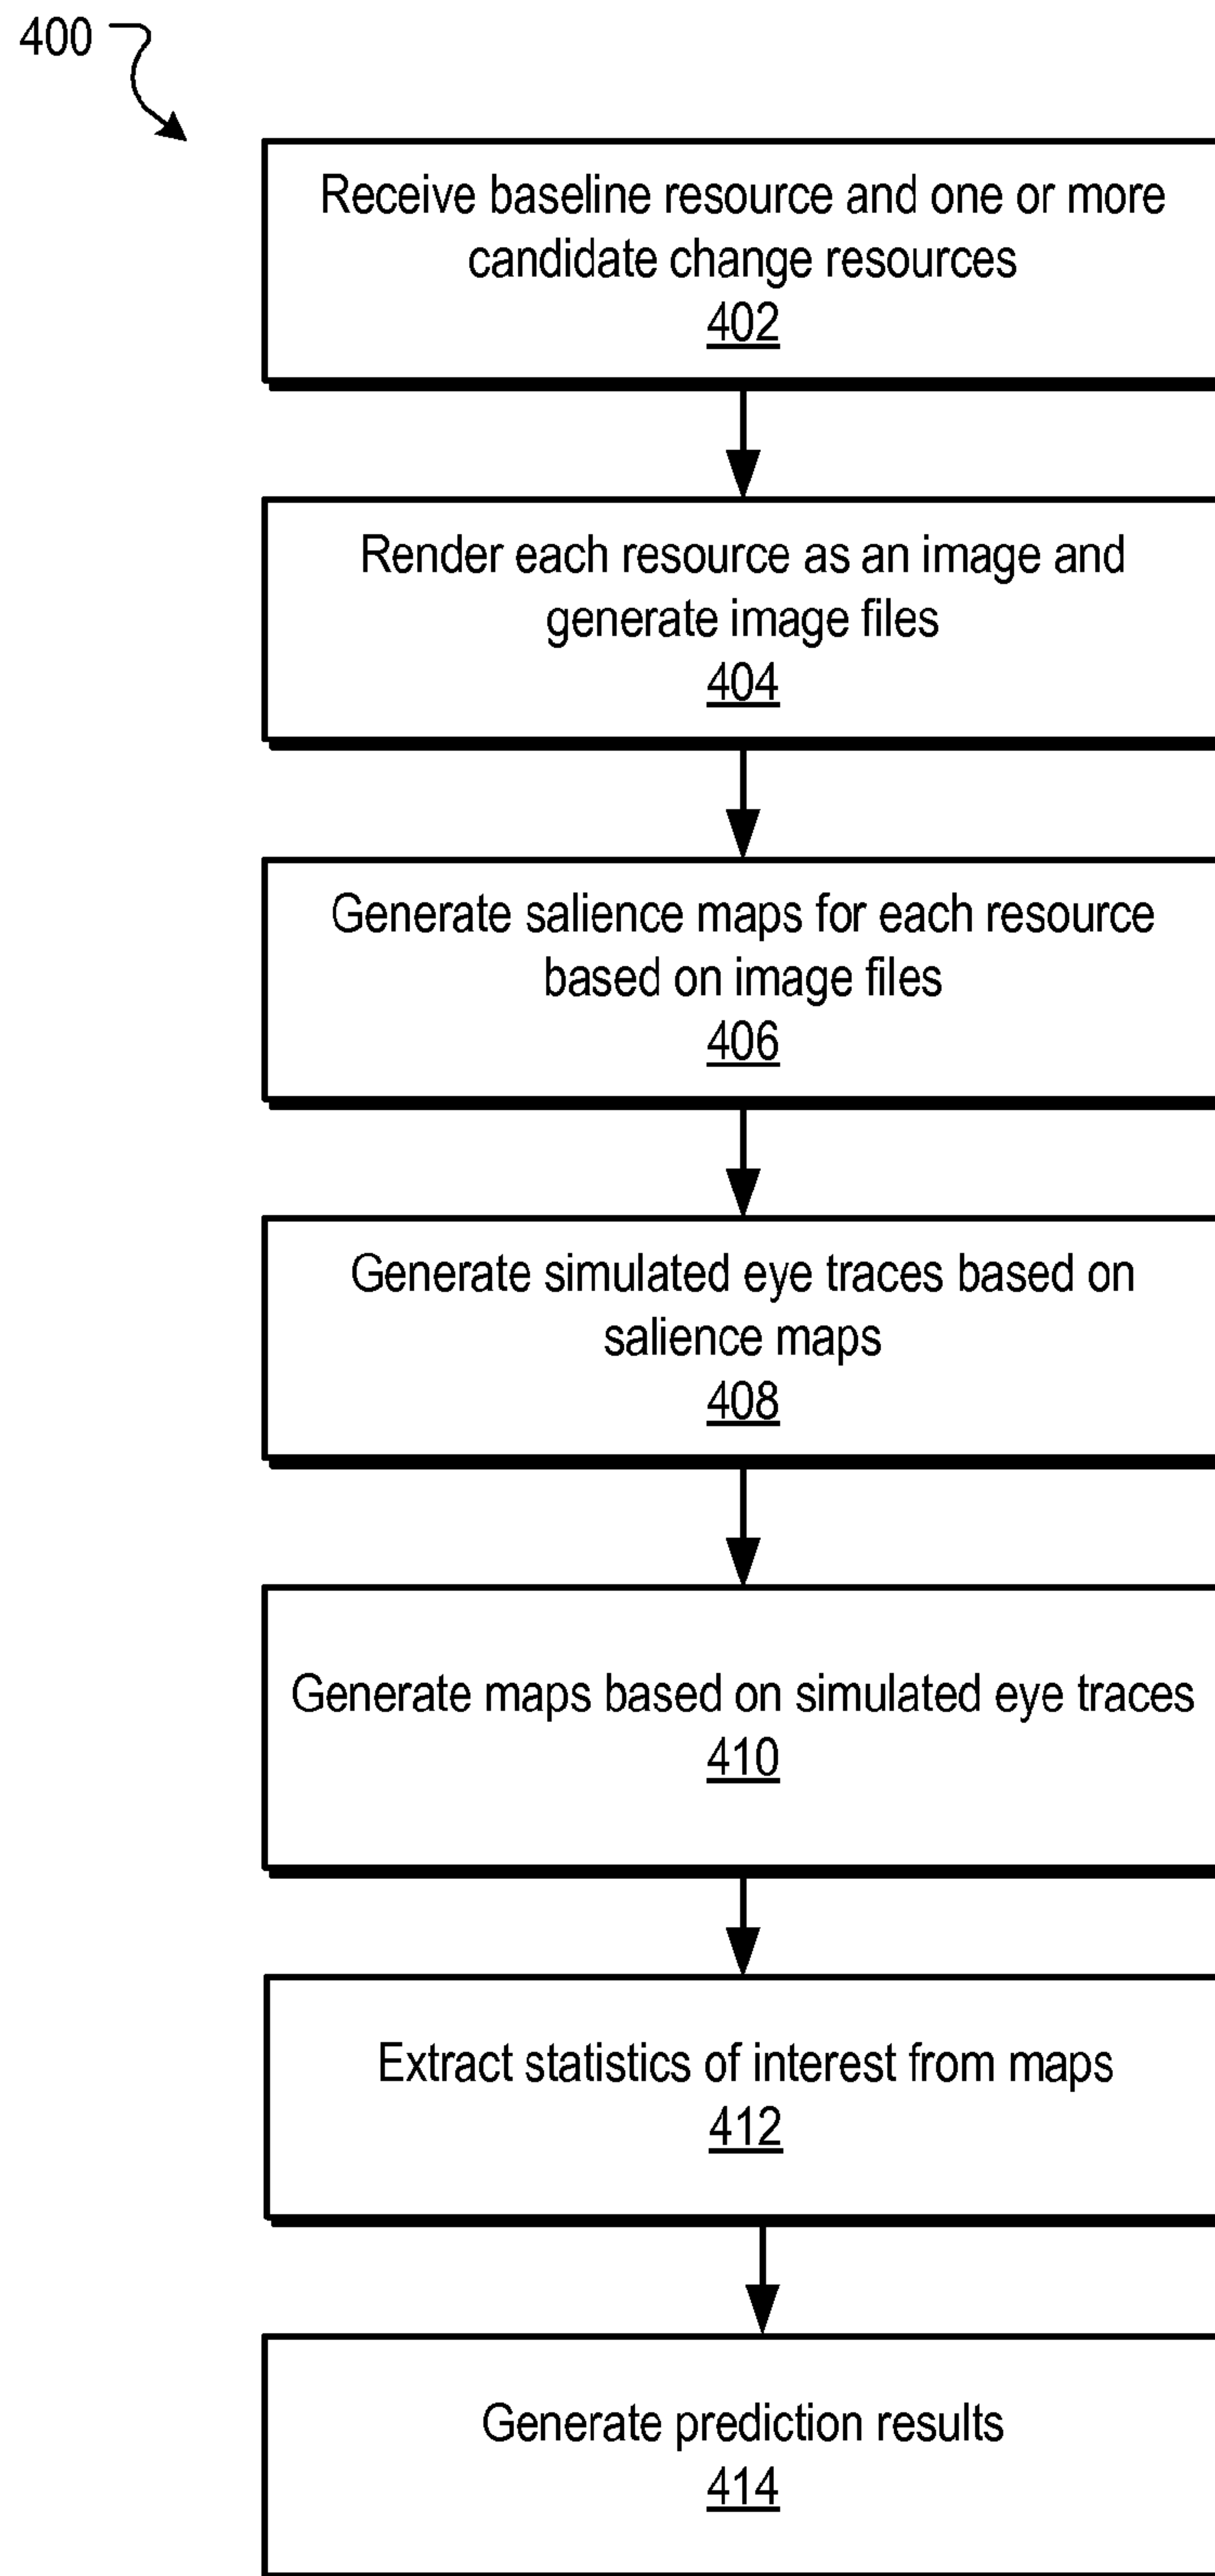 400
Receive baseline resource and one or more
candidate change resources
402
Render each resource as an image and
generate image files
404
Generate salience maps for each resource
based on image files
406
Generate simulated eye traces based on
salience maps
408
Generate maps based on simulated eye traces
410
Extract statistics of interest from maps
412
Generate prediction results
414